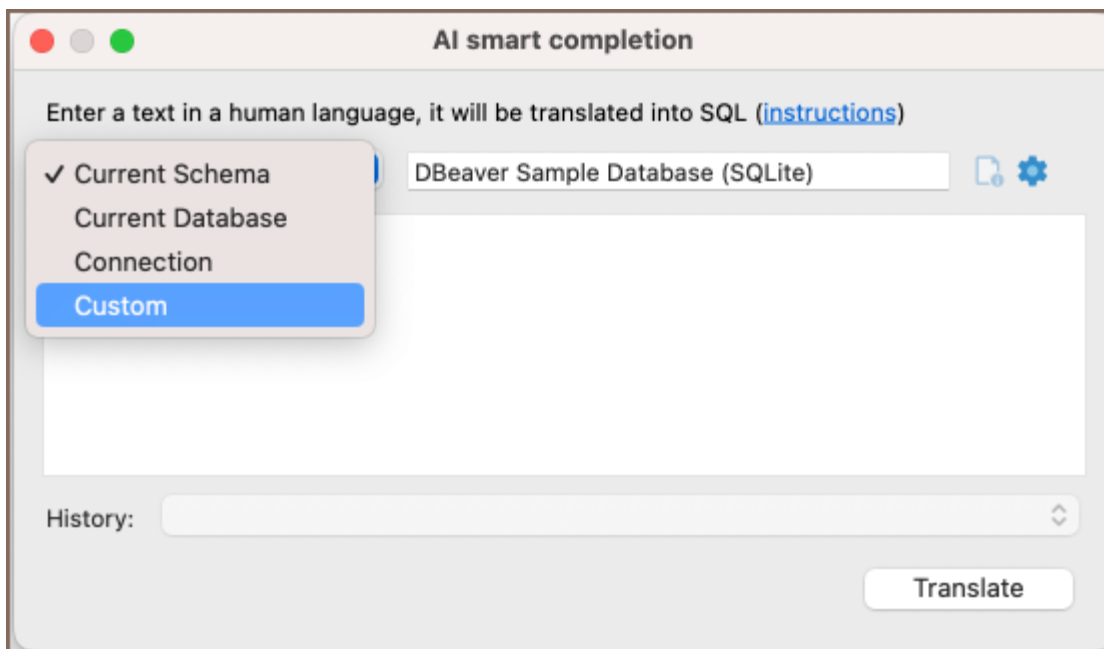 AI smart completion
Enter a text in a human language, it will be translated into SQL (instructions)
✓ Current Schema
DBeaver Sample Database (SQLite)
Current Database
Connection
Custom
History:
Translate